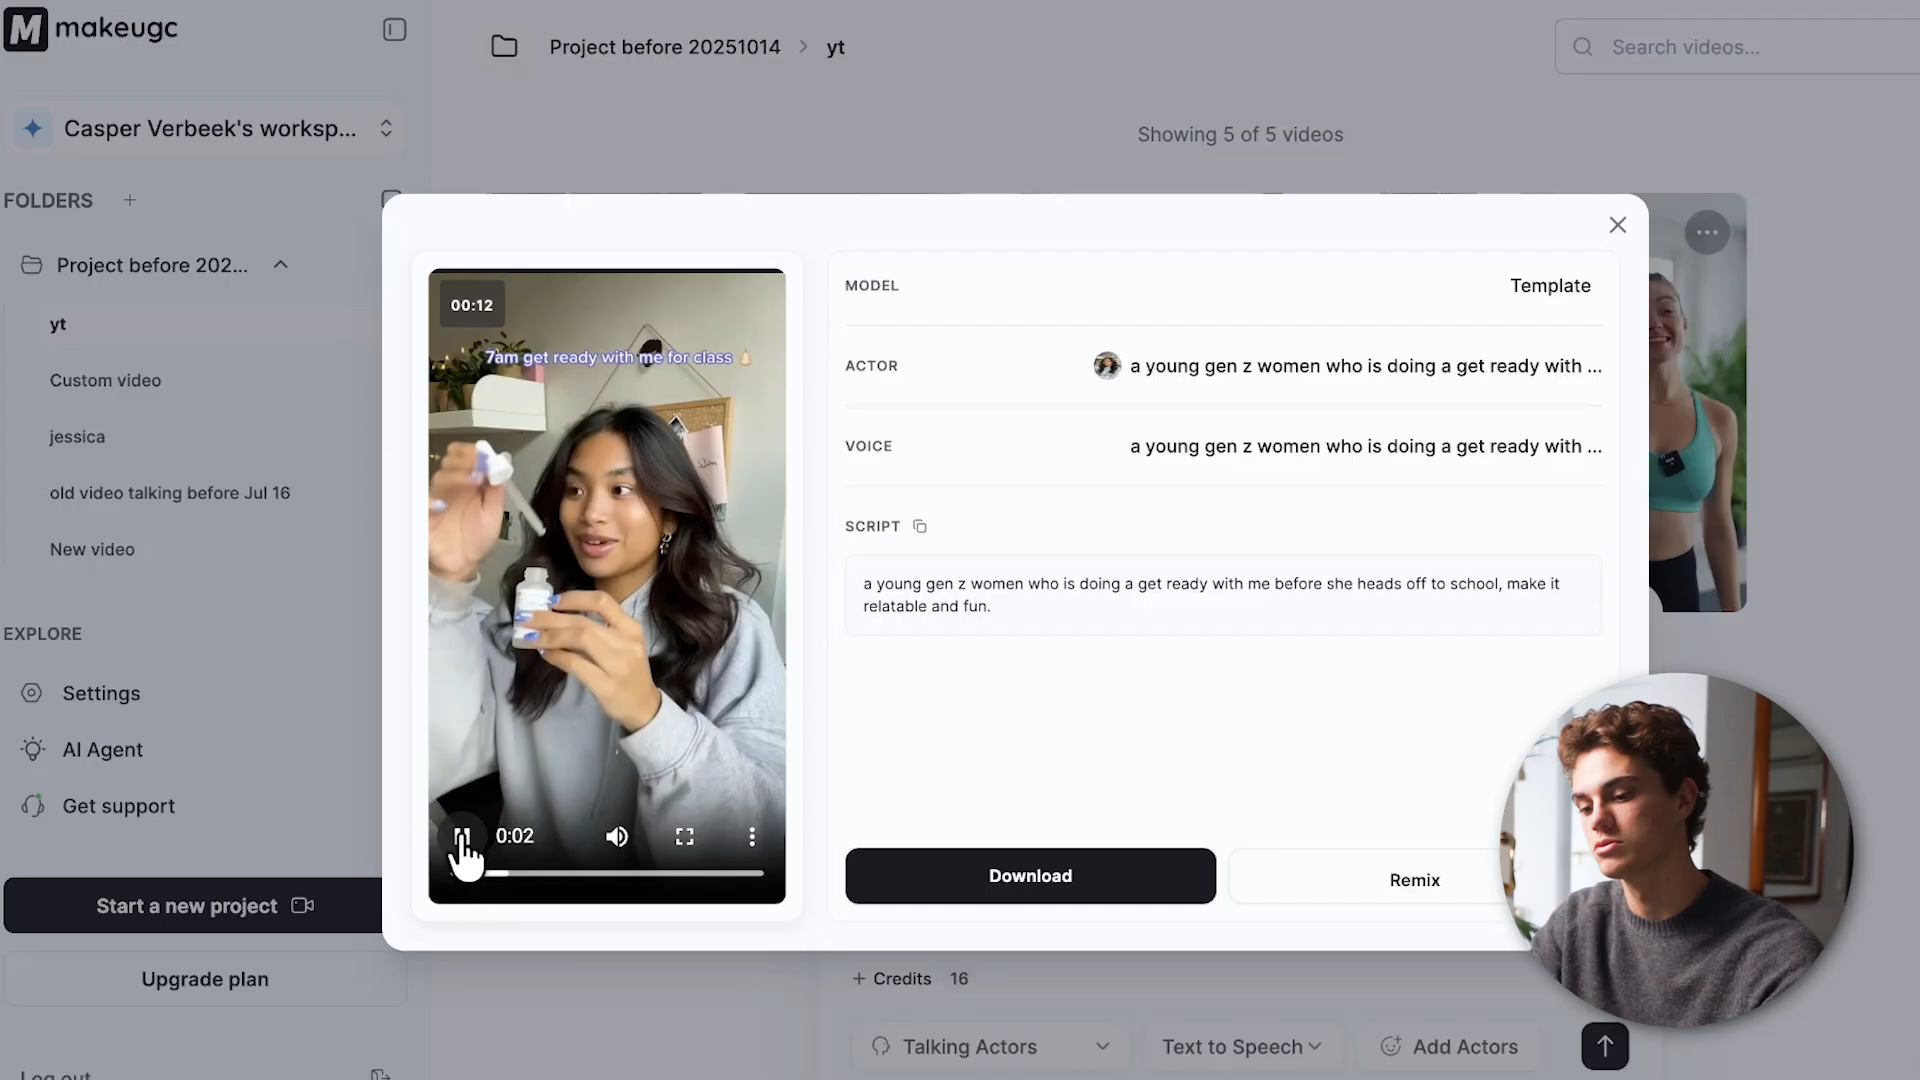 M makeugc
Project before 20251014 > yt
Search videos...
Casper Verbeek's worksp...
Showing 5 of 5 videos
FOLDERS +
Project before 202...
yt
Custom video
jessica
old video talking before Jul 16
New video
EXPLORE
Settings
AI Agent
Get support
Start a new project
Upgrade plan
00:12
7am get ready with me for class
0:02
MODEL
Template
ACTOR
a young gen z women who is doing a get ready with ...
VOICE
a young gen z women who is doing a get ready with ...
SCRIPT
a young gen z women who is doing a get ready with me before she heads off to school, make it
relatable and fun.
Download
Remix
+ Credits 16
Talking Actors
Text to Speech
Add Actors
Log out